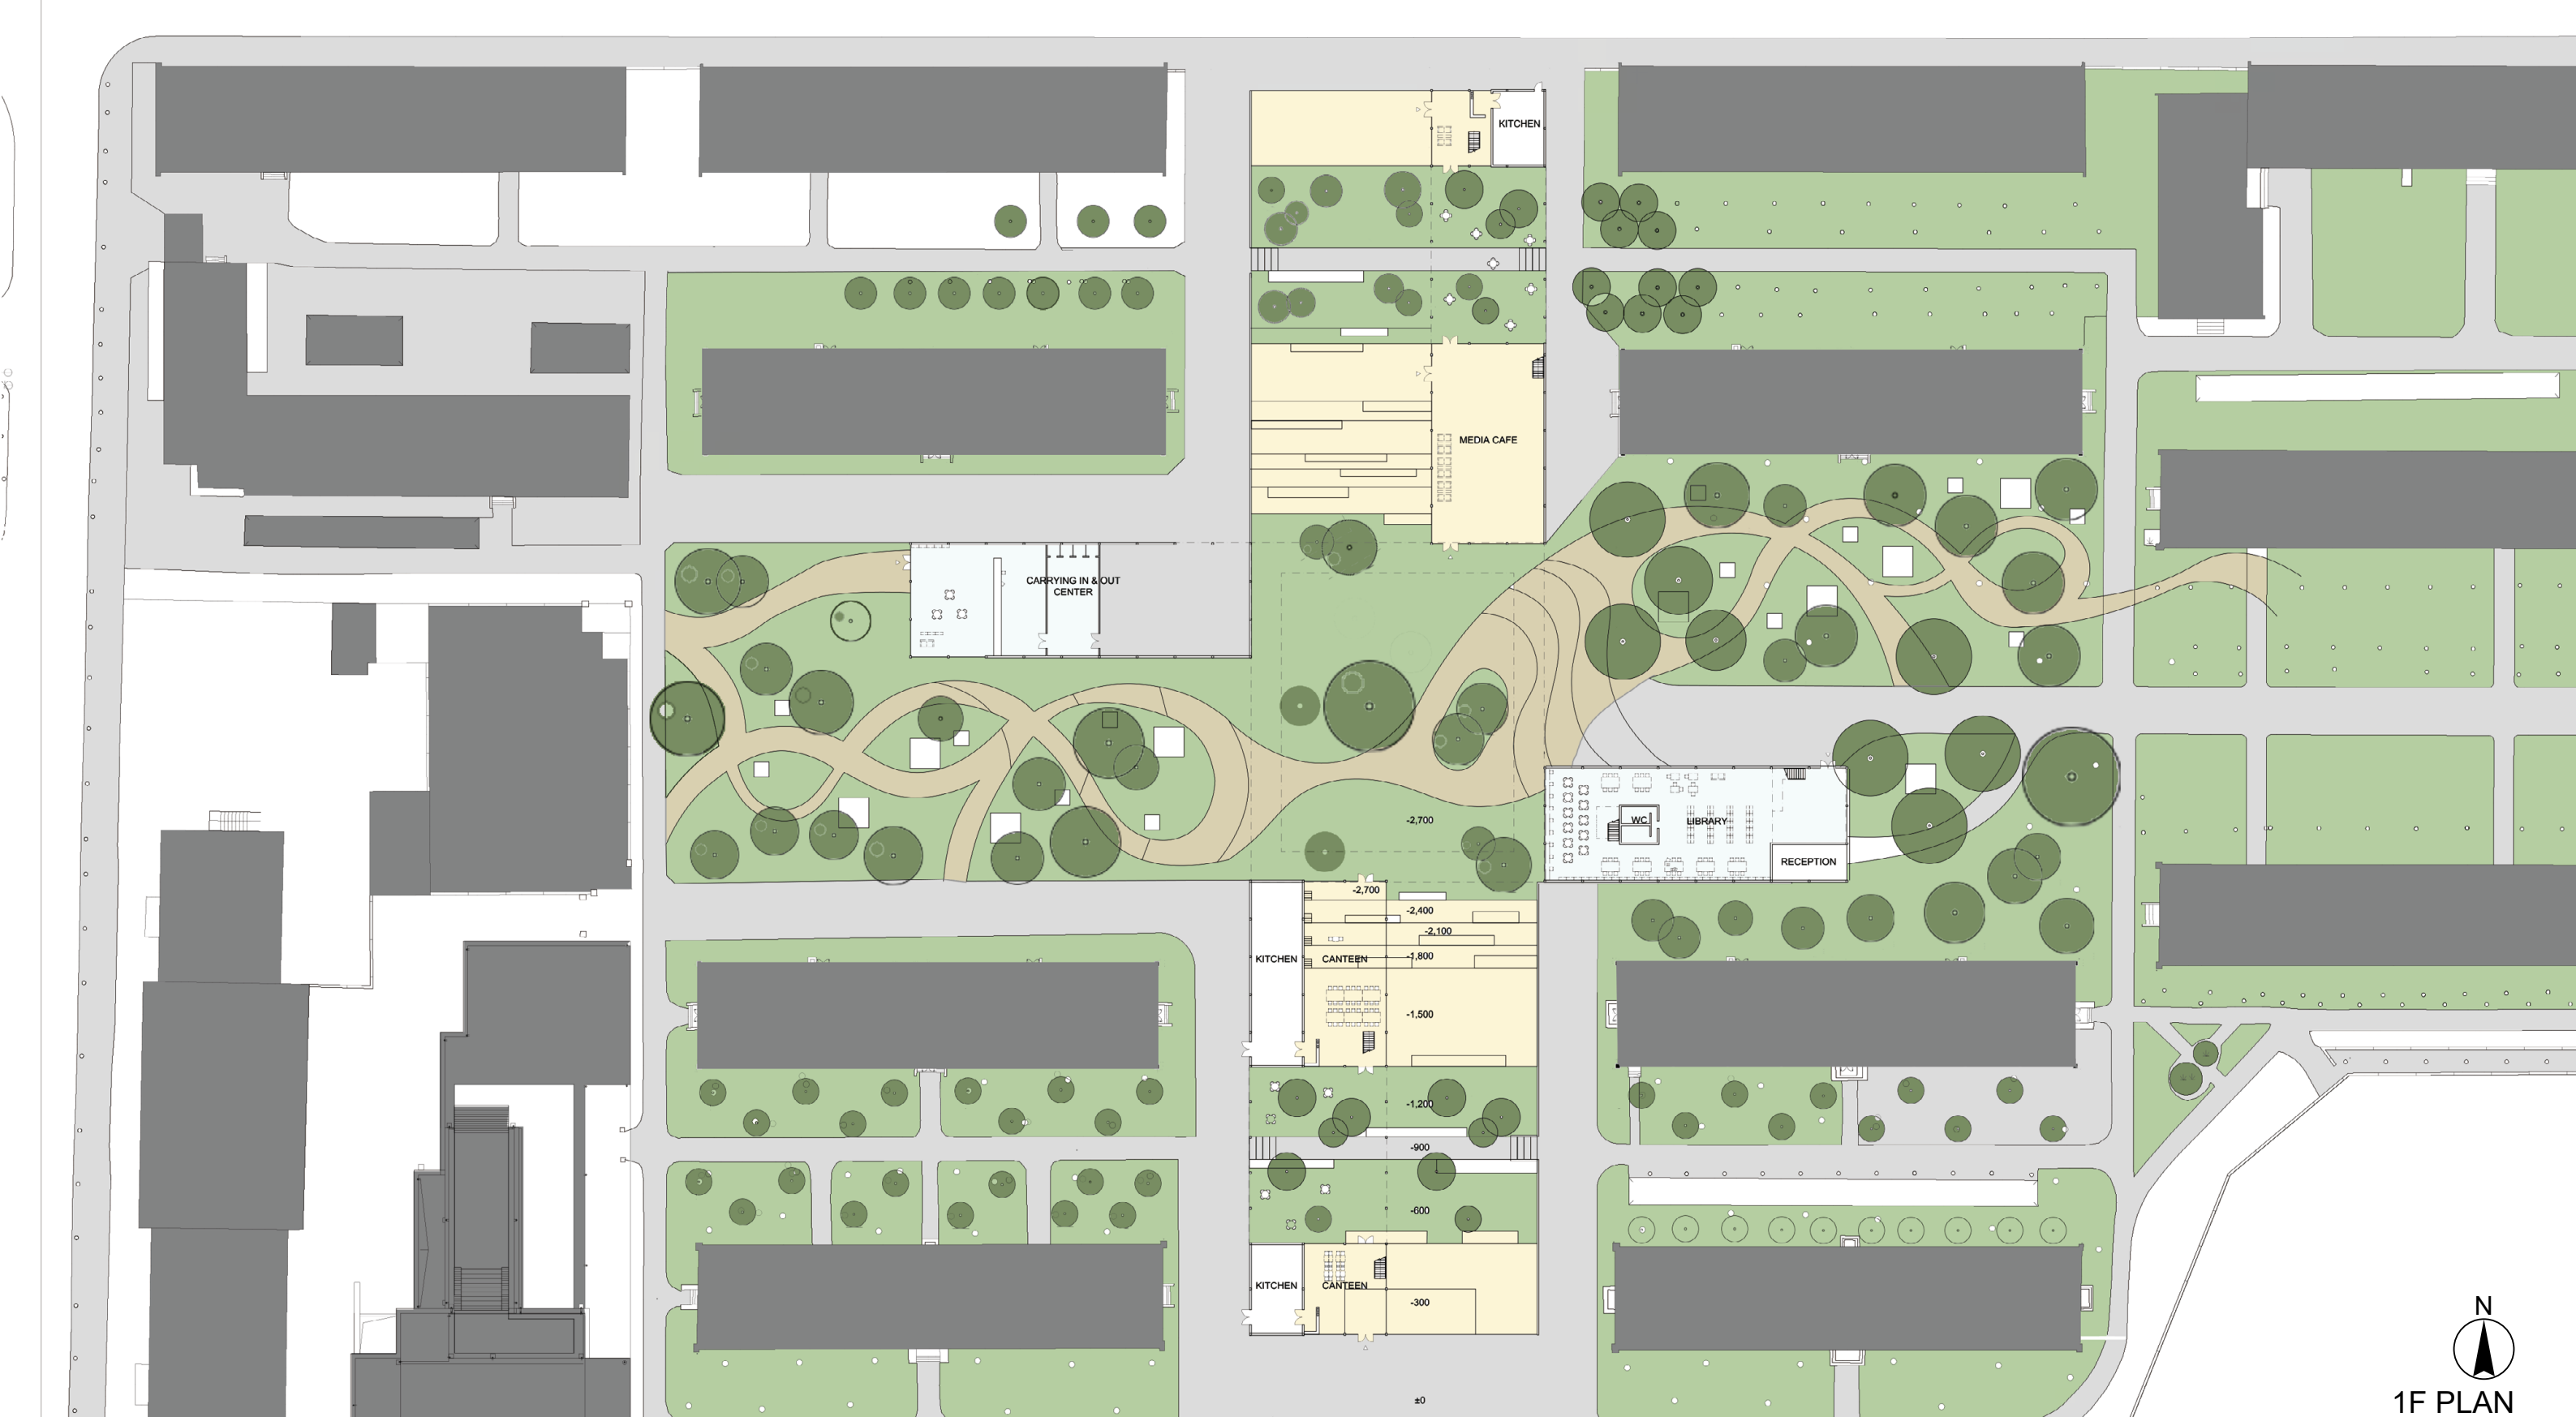 KITCHEN
MEDIA CAFE
CARRYING IN & OUT
CENTER
-2,700
WC
LIBRARY
RECEPTION
-2,700
-2,400
-2,100
KITCHEN
CANTEEN
-1,800
-1,500
-1,200
-900
-600
KITCHEN
CANTEEN
-300
±0
N
1F PLAN